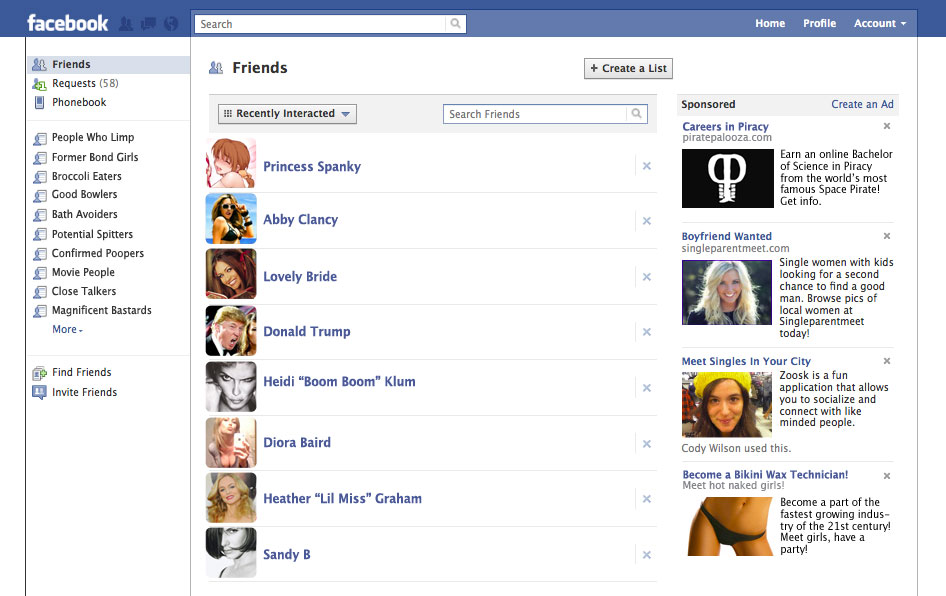 facebook
Search
Home Profile Account
Friends
Requests (58)
Phonebook
People Who Limp
Former Bond Girls
Broccoli Eaters
Good Bowlers
Bath Avoiders
Potential Spitters
Confirmed Poopers
Movie People
Close Talkers
Magnificent Bastards
More
Find Friends
Invite Friends
Friends
+ Create a List
Recently Interacted
Search Friends
Princess Spanky
Abby Clancy
Lovely Bride
Donald Trump
Heidi “Boom Boom” Klum
Diora Baird
Heather “Lil Miss” Graham
Sandy B
Sponsored
Create an Ad
Careers in Piracy
piratepalooza.com
Earn an online Bachelor
of Science in Piracy
from the world’s most
famous Space Pirate!
Get info.
Boyfriend Wanted
singleparentmeet.com
Single women with kids
looking for a second
chance to find a good
man. Browse pics of
local women at
Singleparentmeet
today!
Meet Singles In Your City
Zoosk is a fun
application that allows
you to socialize and
connect with like
minded people.
Cody Wilson used this.
Become a Bikini Wax Technician!
Meet hot naked girls!
Become a part of the
fastest growing indus-
try of the 21st century!
Meet girls, have a
party!